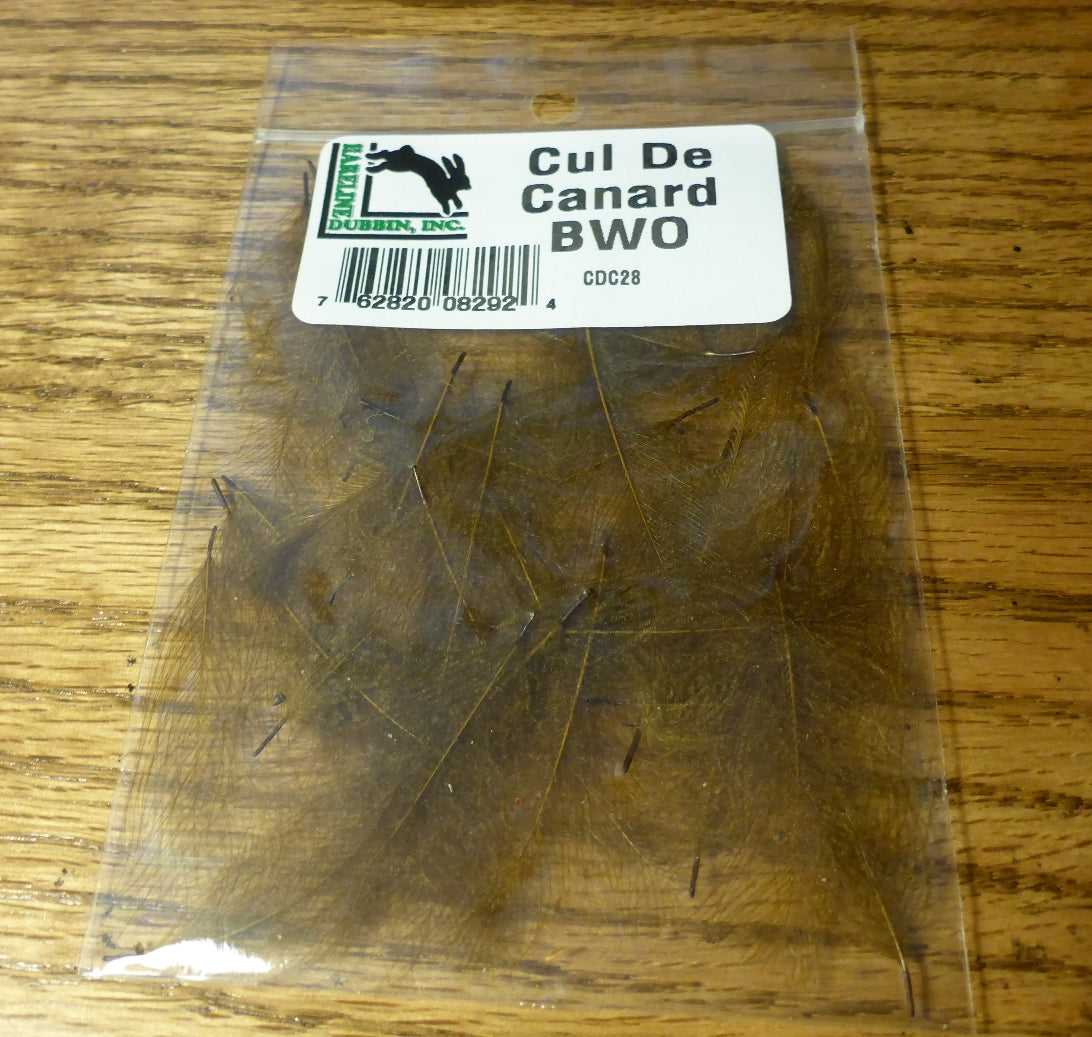 HARELINE
DUBBIN, INC.
Cul De
Canard
BWO
CDC28
7 62820 08292 4